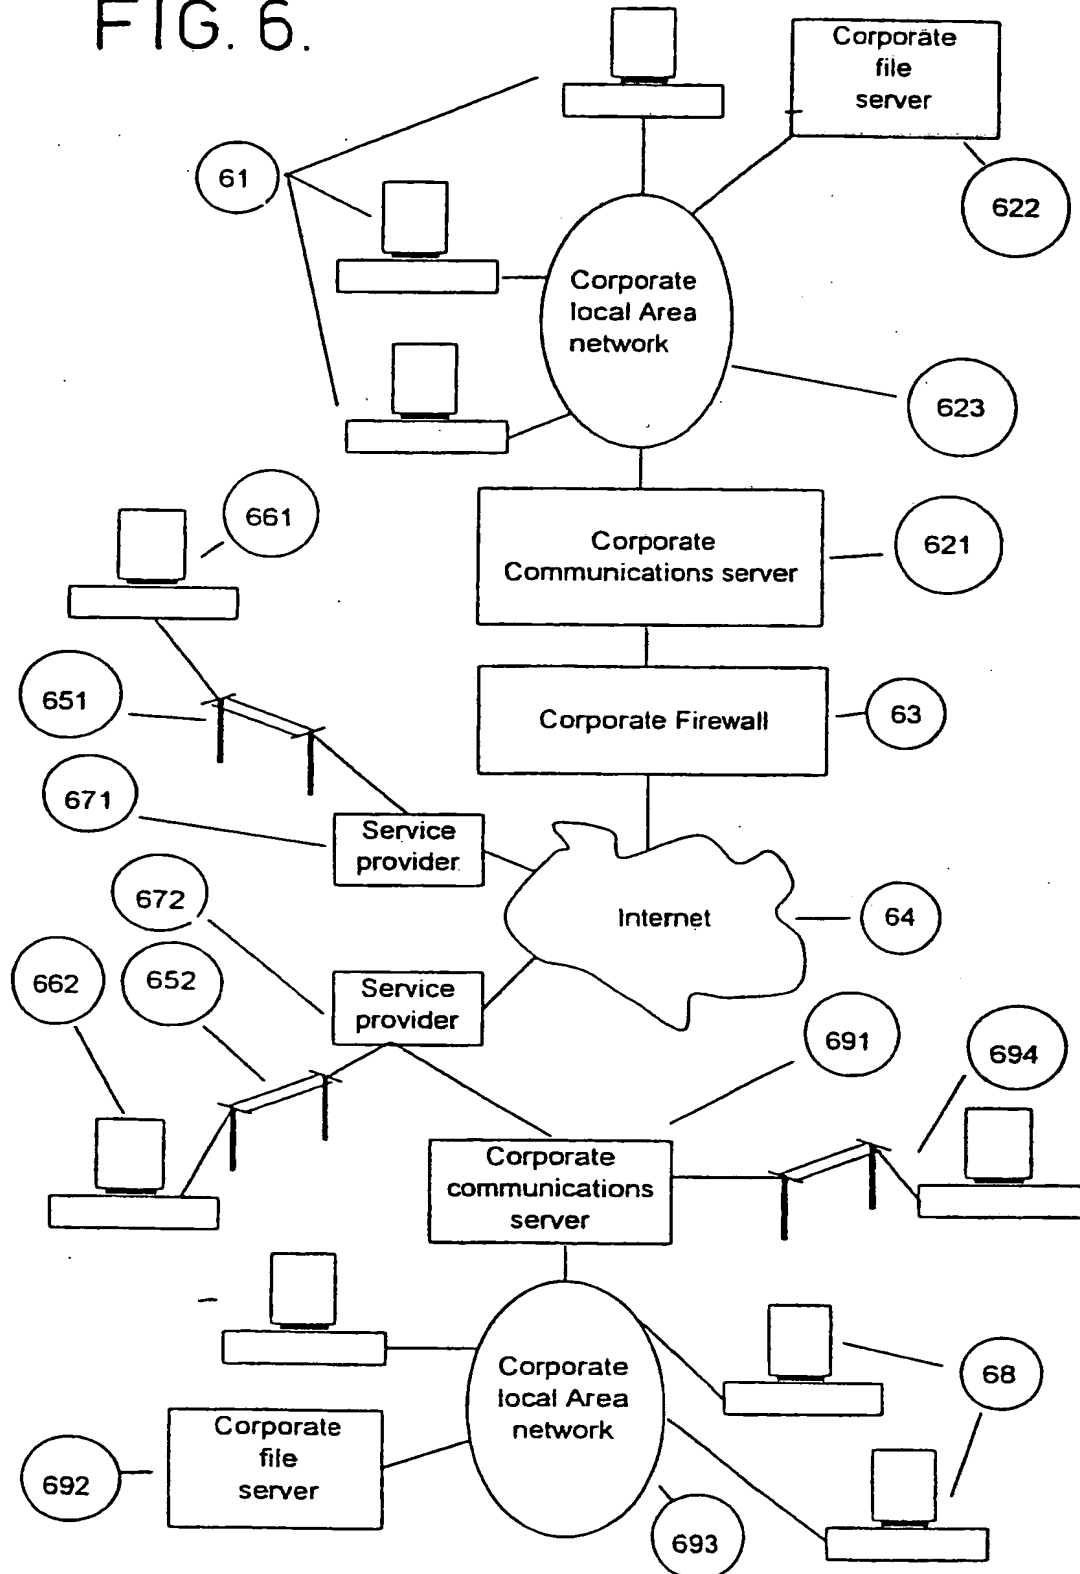 FIG. 6.
Corporate
file
server
61
622
Corporate
local Area
network
623
661
Corporate
Communications server
621
651
Corporate Firewall
63
671
Service
provider
672
Internet
64
662
652
Service
provider
691
694
Corporate
communications
server
Corporate
local Area
network
68
Corporate
file
server
692
693